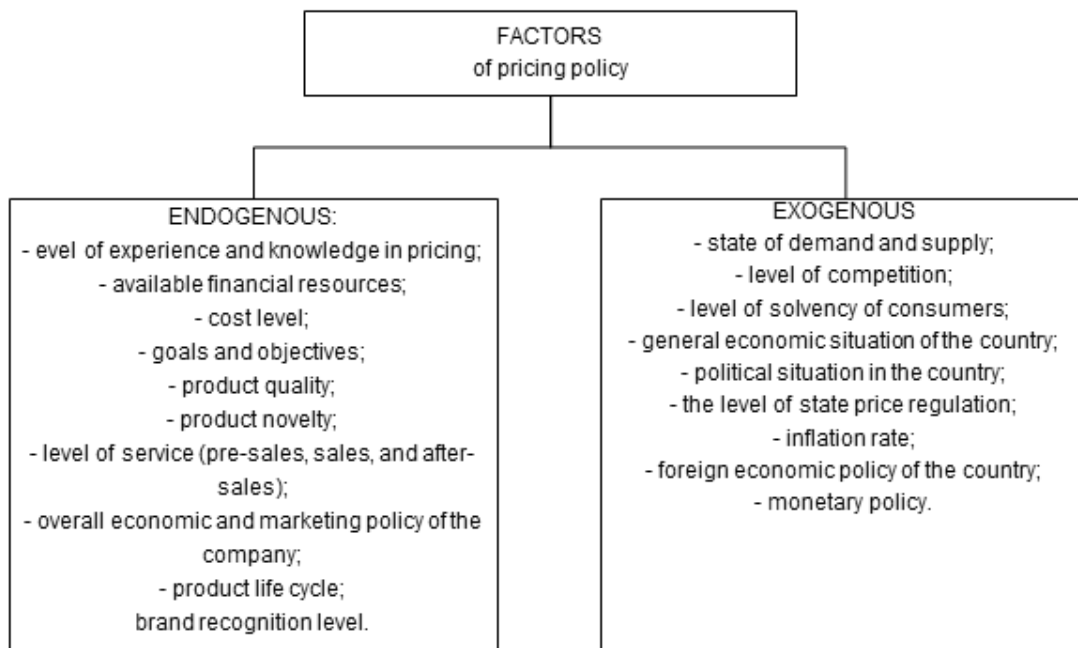 FACTORS
of pricing policy
ENDOGENOUS:
- evel of experience and knowledge in pricing;
- available financial resources;
- cost level;
- goals and objectives;
- product quality;
- product novelty;
- level of service (pre-sales, sales, and after-
sales);
- overall economic and marketing policy of the
company;
- product life cycle;
brand recognition level.
EXOGENOUS
- state of demand and supply;
- level of competition;
- level of solvency of consumers;
- general economic situation of the country;
- political situation in the country;
- the level of state price regulation;
- inflation rate;
- foreign economic policy of the country;
- monetary policy.